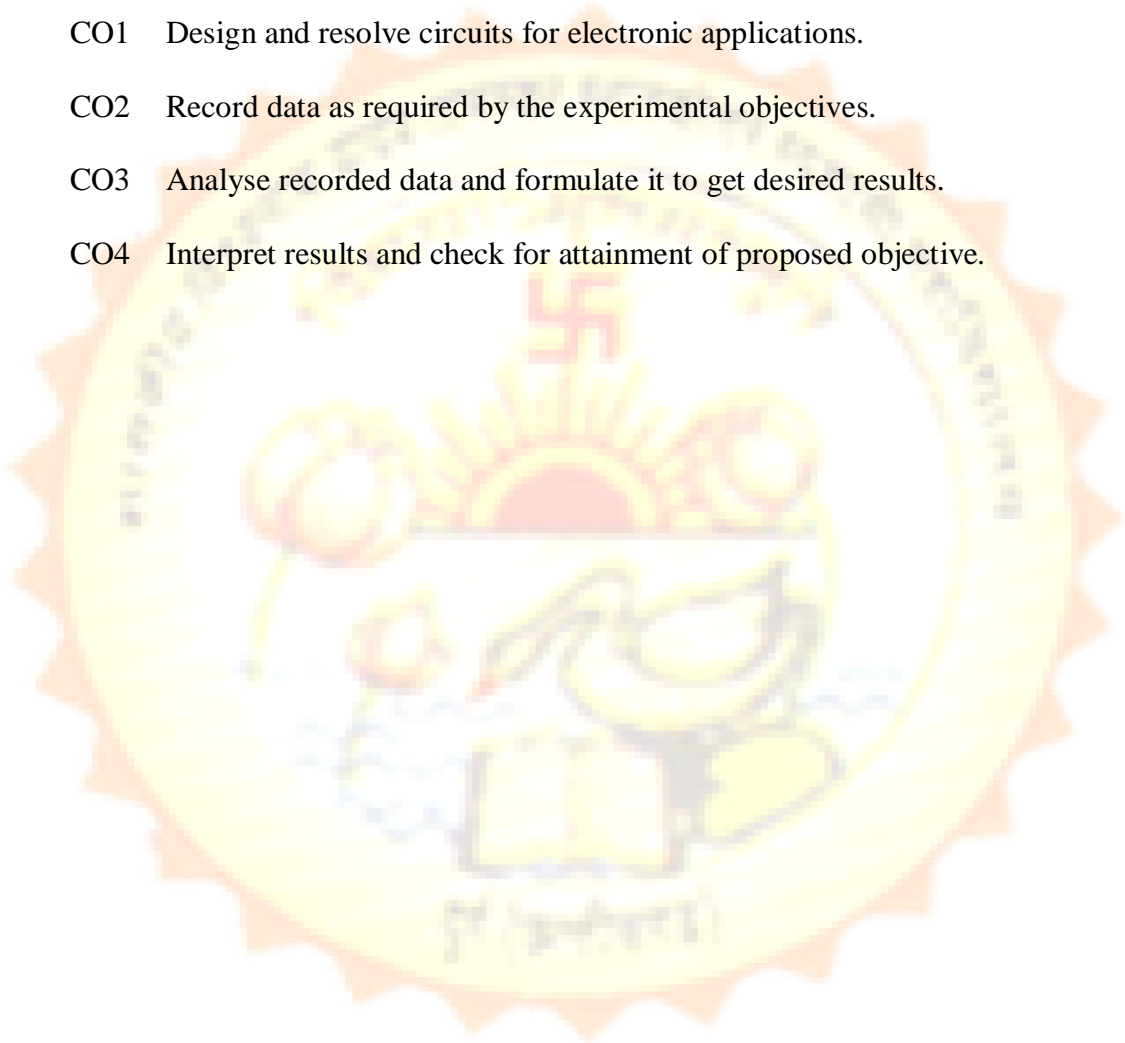 CO1 Design and resolve circuits for electronic applications.
CO2 Record data as required by the experimental objectives.
CO3 Analyse recorded data and formulate it to get desired results.
CO4 Interpret results and check for attainment of proposed objective.